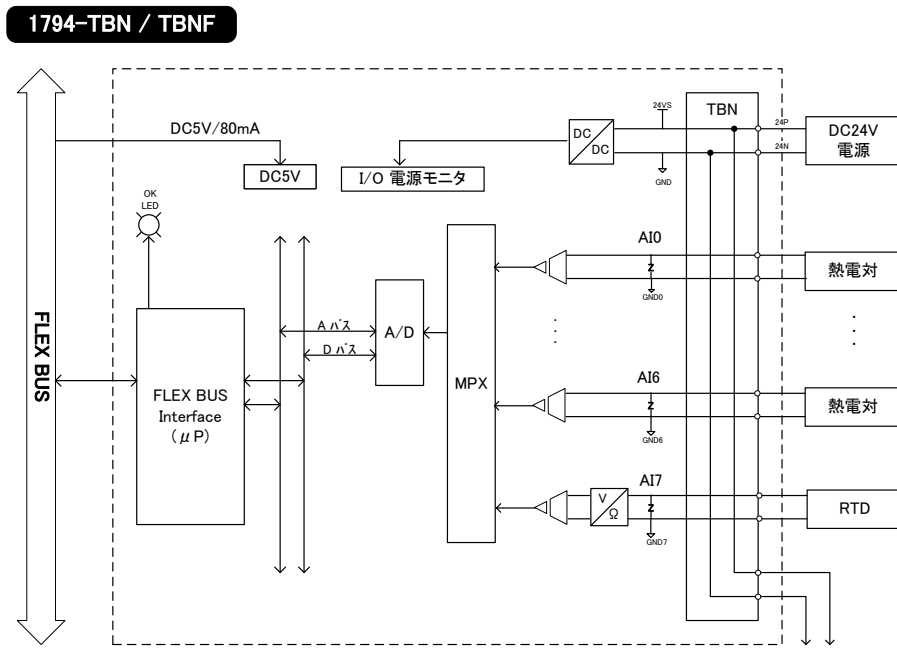 1794-TBN / TBNF
DC5V/80mA
DC5V
I/O 電源モニタ
DC
DC
24VS
GND
TBN
24P
24N
DC24V
電源
OK
LED
FLEX BUS
FLEX BUS
Interface
(μP)
A バス
D バス
A/D
MPX
AI0
GND0
熱電対
AI6
GND6
熱電対
AI7
V
Ω
GND7
RTD